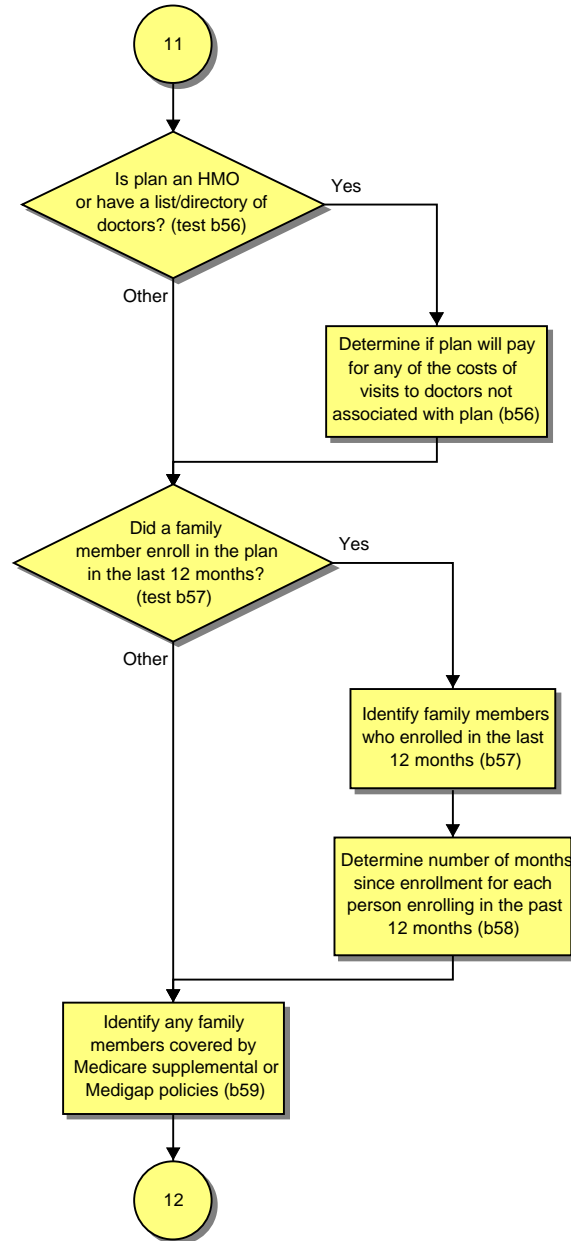 11
Is plan an HMO
or have a list/directory of
doctors? (test b56)
Yes
Other
Determine if plan will pay
for any of the costs of
visits to doctors not
associated with plan (b56)
Did a family
member enroll in the plan
in the last 12 months?
(test b57)
Yes
Other
Identify family members
who enrolled in the last
12 months (b57)
Determine number of months
since enrollment for each
person enrolling in the past
12 months (b58)
Identify any family
members covered by
Medicare supplemental or
Medigap policies (b59)
12